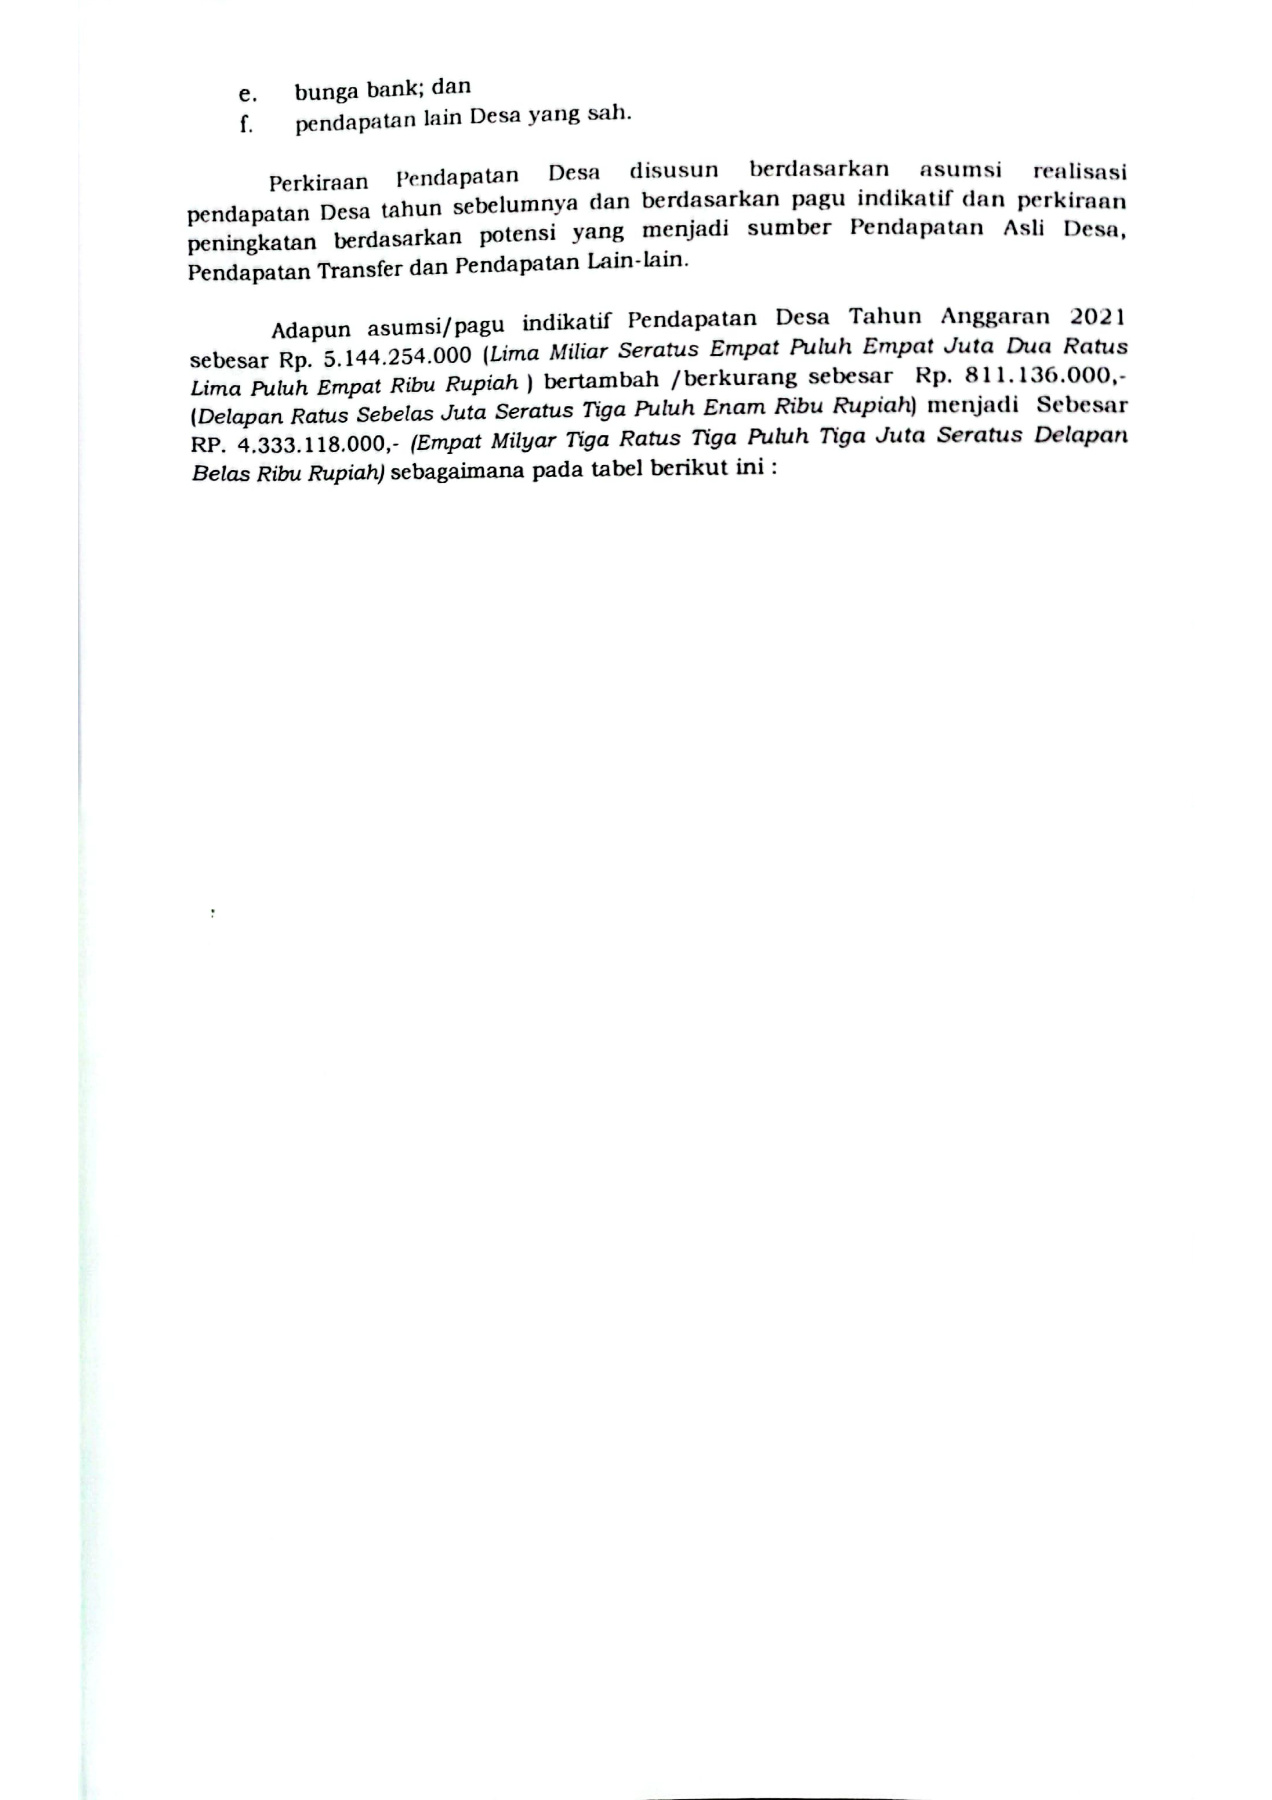 e. bunga bank; dan
f. pendapatan lain Desa yang sah.
Perkiraan Pendapatan Desa disusun berdasarkan asumsi realisasi
pendapatan Desa tahun sebelumnya dan berdasarkan pagu indikatif dan perkiraan
peningkatan berdasarkan potensi yang menjadi sumber Pendapatan Asli Desa,
Pendapatan Transfer dan Pendapatan Lain-lain.
Adapun asumsi/pagu indikatif Pendapatan Desa Tahun Anggaran 2021
sebesar Rp. 5.144.254.000 (Lima Miliar Seratus Empat Puluh Empat Juta Dua Ratus
Lima Puluh Empat Ribu Rupiah ) bertambah /berkurang sebesar Rp. 811.136.000,-
(Delapan Ratus Sebelas Juta Seratus Tiga Puluh Enam Ribu Rupiah) menjadi Sebesar
RP. 4.333.118.000,- (Empat Milyar Tiga Ratus Tiga Puluh Tiga Juta Seratus Delapan
Belas Ribu Rupiah) sebagaimana pada tabel berikut ini :